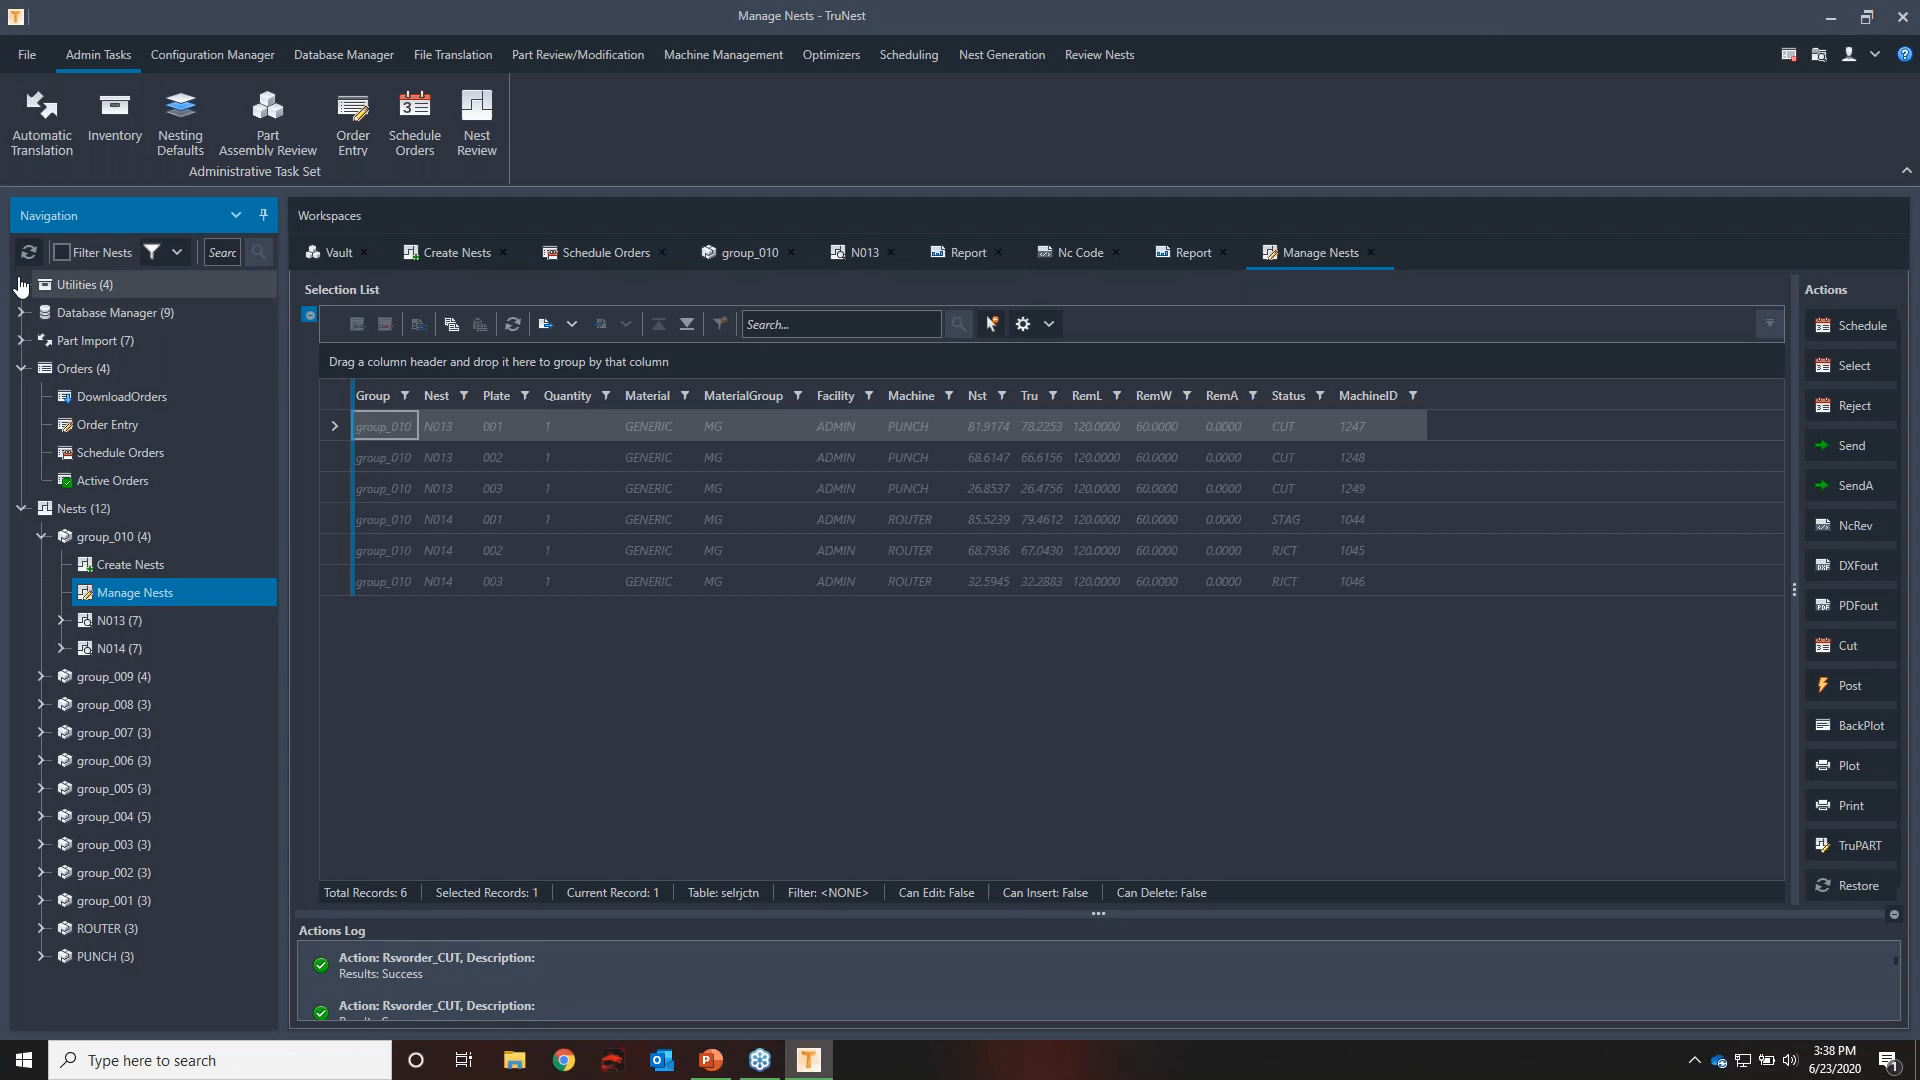 Manage Nests - TruNest
File Admin Tasks Configuration Manager Database Manager File Translation Part Review/Modification Machine Management Optimizers Scheduling Nest Generation Review Nests
Automatic Translation
Inventory
Nesting Defaults
Part Assembly Review
Order Entry
Schedule Orders
Nest Review
Administrative Task Set
Navigation
Filter Nests
Searc
Utilities (4)
Database Manager (9)
Part Import (7)
Orders (4)
DownloadOrders
Order Entry
Schedule Orders
Active Orders
Nests (12)
group_010 (4)
Create Nests
Manage Nests
N013 (7)
N014 (7)
group_009 (4)
group_008 (3)
group_007 (3)
group_006 (3)
group_005 (3)
group_004 (5)
group_003 (3)
group_002 (3)
group_001 (3)
ROUTER (3)
PUNCH (3)
Workspaces
Vault Create Nests Schedule Orders group_010 N013 Report Nc Code Report Manage Nests
Selection List
Search...
Drag a column header and drop it here to group by that column
Group Nest Plate Quantity Material MaterialGroup Facility Machine Nst Tru RemL RemW RemA Status MachineID
group_010 N013 001 1 GENERIC MG ADMIN PUNCH 81.9174 78.2253 120.0000 60.0000 0.0000 CUT 1247
group_010 N013 002 1 GENERIC MG ADMIN PUNCH 68.6147 66.6156 120.0000 60.0000 0.0000 CUT 1248
group_010 N013 003 1 GENERIC MG ADMIN PUNCH 26.8537 26.4756 120.0000 60.0000 0.0000 CUT 1249
group_010 N014 001 1 GENERIC MG ADMIN ROUTER 85.5239 79.4612 120.0000 60.0000 0.0000 STAG 1044
group_010 N014 002 1 GENERIC MG ADMIN ROUTER 68.7936 67.0430 120.0000 60.0000 0.0000 RJCT 1045
group_010 N014 003 1 GENERIC MG ADMIN ROUTER 32.5945 32.2883 120.0000 60.0000 0.0000 RJCT 1046
Total Records: 6 Selected Records: 1 Current Record: 1 Table: selrjctn Filter: <NONE> Can Edit: False Can Insert: False Can Delete: False
Actions
Schedule
Select
Reject
Send
SendA
NcRev
DXFout
PDFout
Cut
Post
BackPlot
Plot
Print
TruPART
Restore
Actions Log
Action: Rsvorder_CUT, Description:
Results: Success
Action: Rsvorder_CUT, Description:
Type here to search
3:38 PM
6/23/2020
1